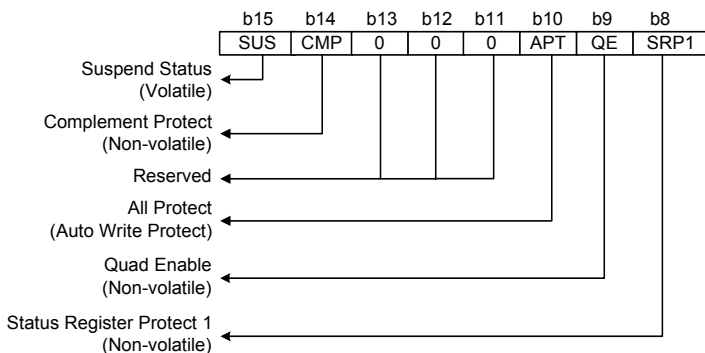 b15 b14 b13 b12 b11 b10 b9 b8
SUS CMP 0 0 0 APT QE SRP1
Suspend Status
(Volatile)
Complement Protect
(Non-volatile)
Reserved
All Protect
(Auto Write Protect)
Quad Enable
(Non-volatile)
Status Register Protect 1
(Non-volatile)